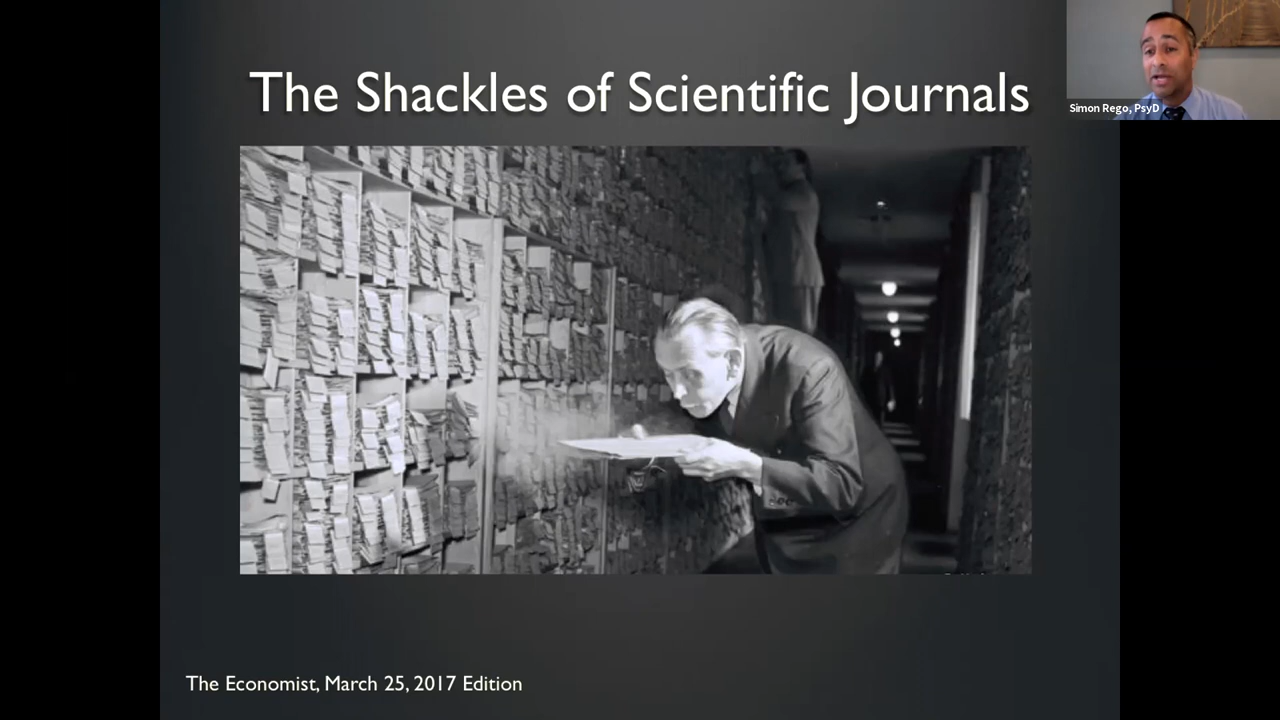 The Shackles of Scientific Journals
Simon Rego, PsyD
The Economist, March 25, 2017 Edition